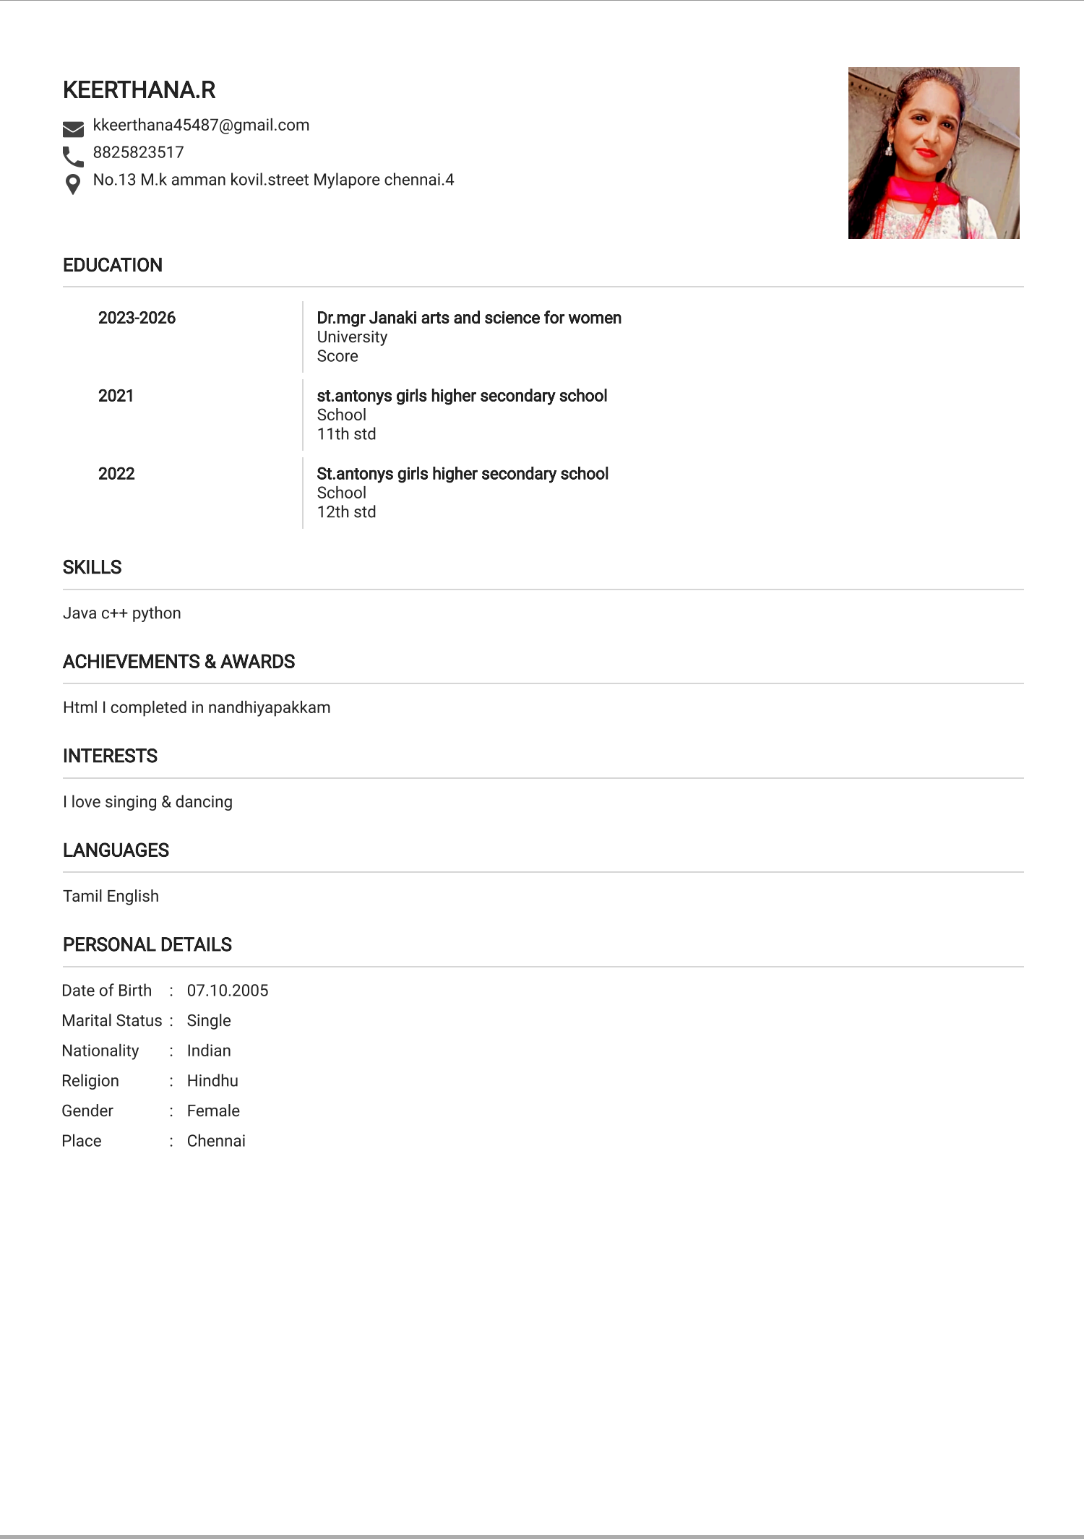 KEERTHANA.R
kkeerthana45487@gmail.com
8825823517
No.13 M.k amman kovil.street Mylapore chennai.4
EDUCATION
2023-2026
Dr.mgr Janaki arts and science for women
University
Score
2021
st.antonys girls higher secondary school
School
11th std
2022
St.antonys girls higher secondary school
School
12th std
SKILLS
Java c++ python
ACHIEVEMENTS & AWARDS
Html I completed in nandhiyapakkam
INTERESTS
I love singing & dancing
LANGUAGES
Tamil English
PERSONAL DETAILS
Date of Birth : 07.10.2005
Marital Status : Single
Nationality : Indian
Religion : Hindhu
Gender : Female
Place : Chennai